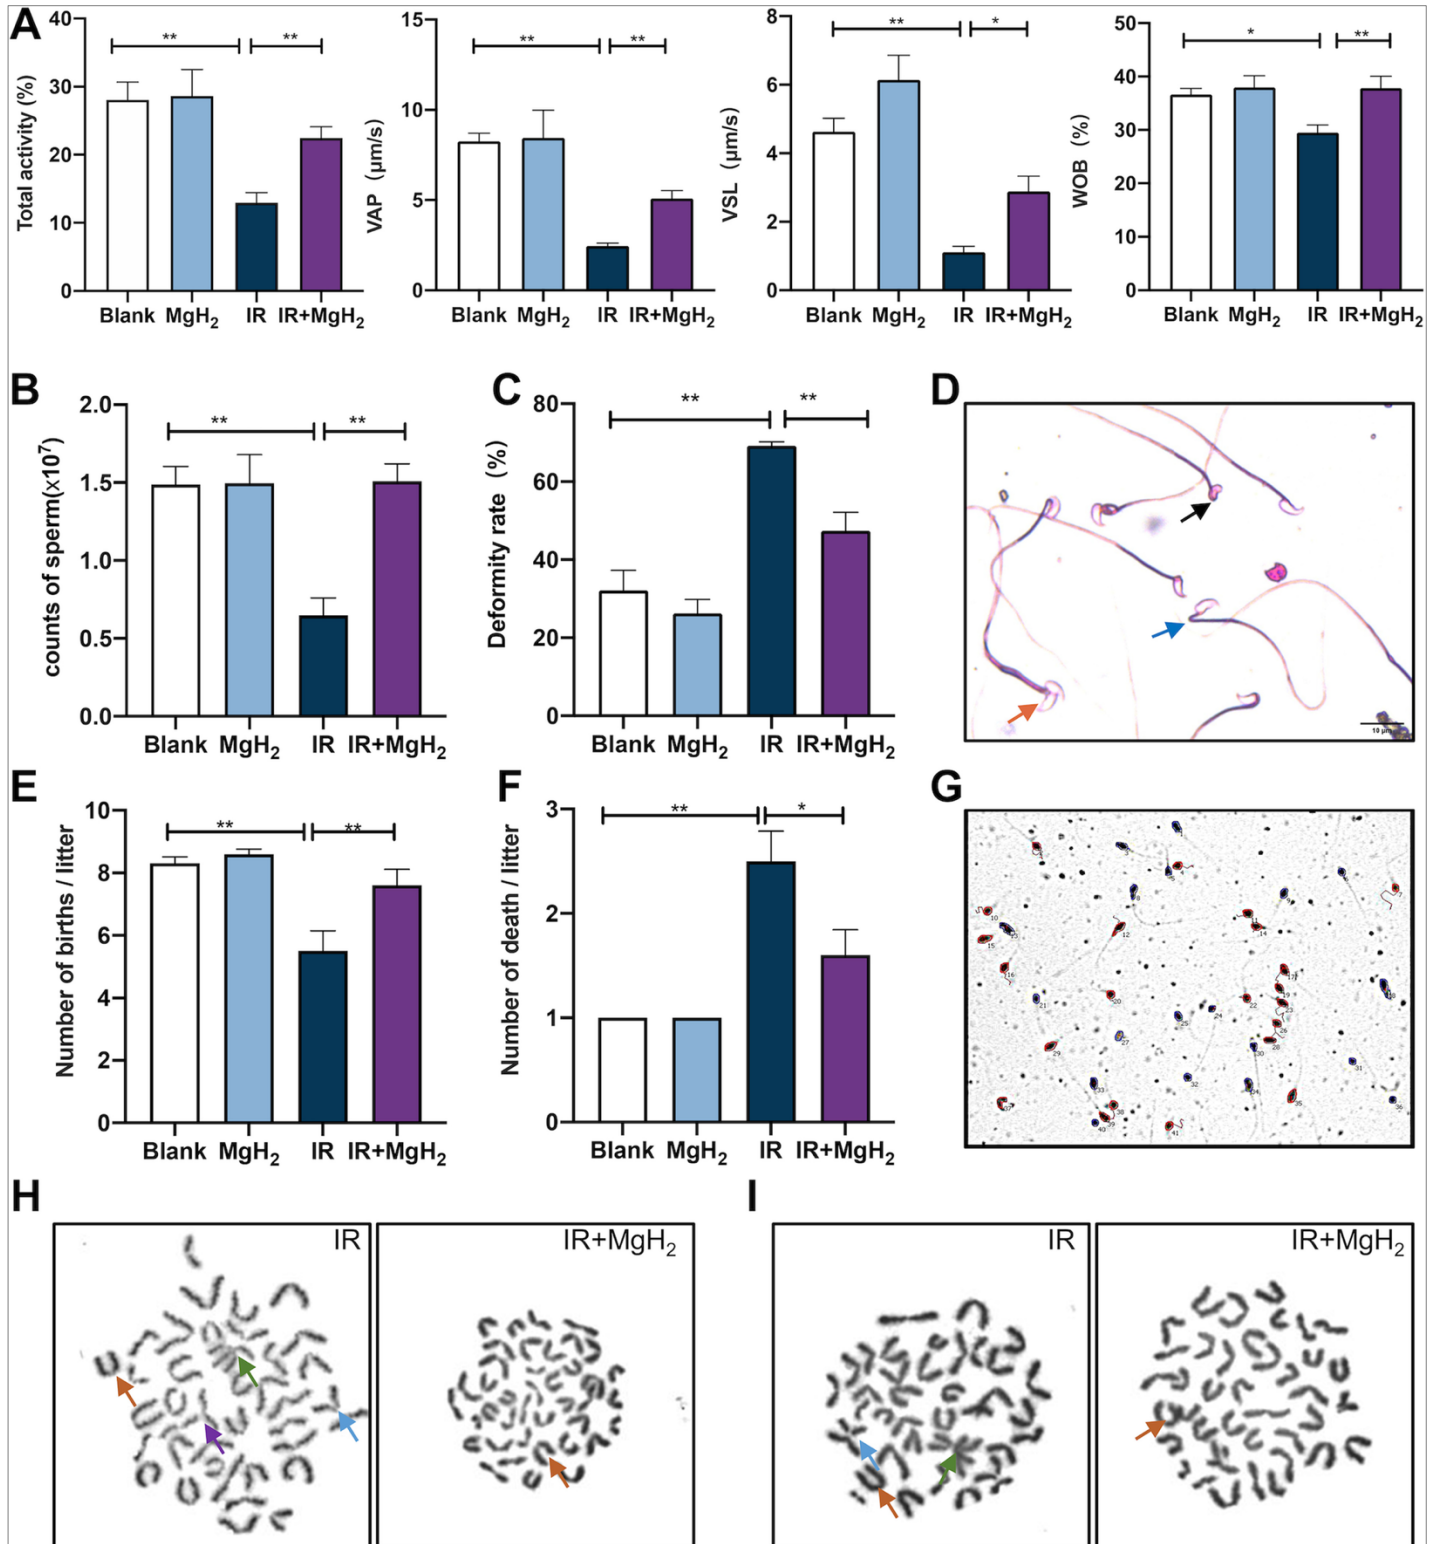 A
Total activity (%)
40
30
20
10
0
**
**
Blank MgH2 IR IR+MgH2
VAP (μm/s)
15
10
5
0
**
**
Blank MgH2 IR IR+MgH2
VSL (μm/s)
8
6
4
2
0
**
*
Blank MgH2 IR IR+MgH2
WOB (%)
50
40
30
20
10
0
*
**
Blank MgH2 IR IR+MgH2
B
counts of sperm(x10⁷)
2.0
1.5
1.0
0.5
0.0
**
**
Blank MgH2 IR IR+MgH2
C
Deformity rate (%)
80
60
40
20
0
**
**
Blank MgH2 IR IR+MgH2
D
10 μm
E
Number of births / litter
10
8
6
4
2
0
**
**
Blank MgH2 IR IR+MgH2
F
Number of death / litter
3
2
1
0
**
*
Blank MgH2 IR IR+MgH2
G
H
IR
IR+MgH2
I
IR
IR+MgH2